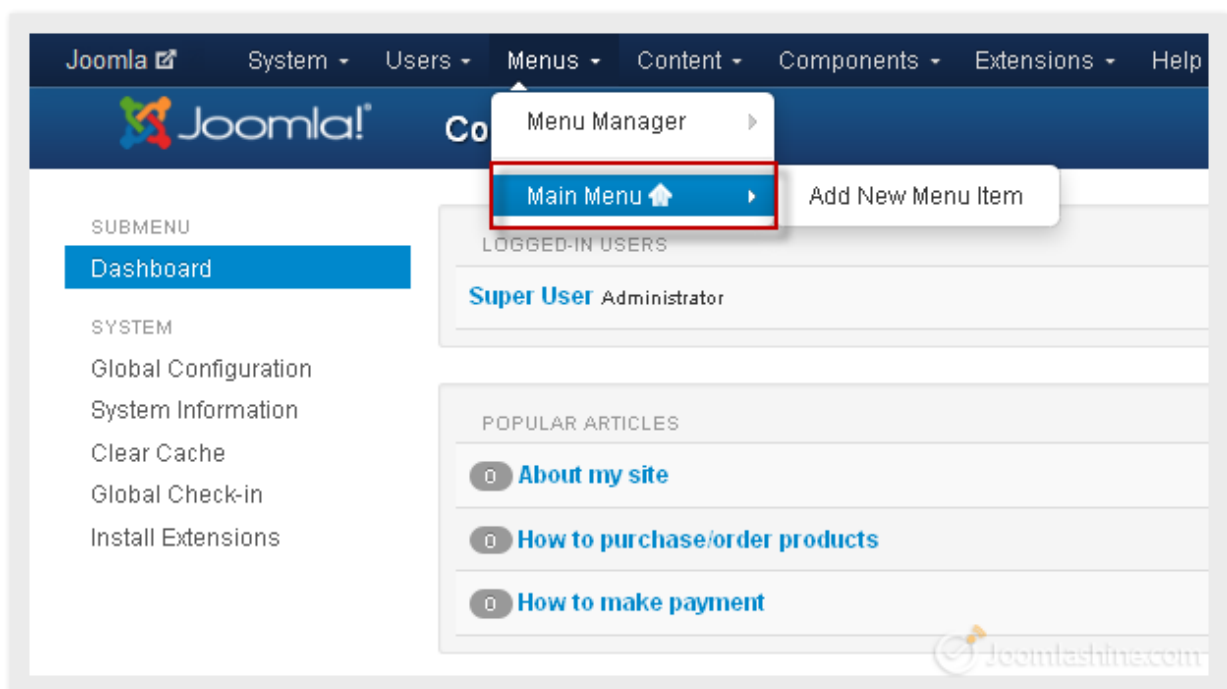 Joomla System Users Menus Content Components Extensions Help
Joomla!® Co
Menu Manager
Main Menu Add New Menu Item
SUBMENU
Dashboard
SYSTEM
Global Configuration
System Information
Clear Cache
Global Check-in
Install Extensions
LOGGED-IN USERS
Super User Administrator
POPULAR ARTICLES
0 About my site
0 How to purchase/order products
0 How to make payment
Joomlashine.com